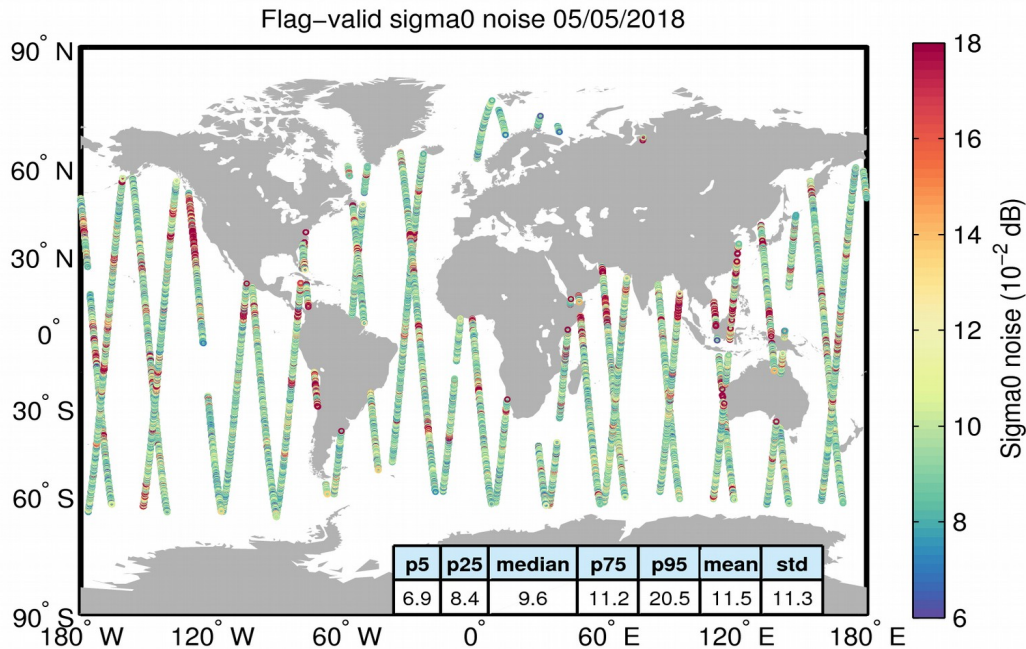 Flag−valid sigma0 noise 05/05/2018
90° N
60° N
30° N
0°
30° S
60° S
90° S
180° W
120° W
60° W
0°
60° E
120° E
180° E
p5 p25 median p75 p95 mean std
6.9 8.4 9.6 11.2 20.5 11.5 11.3
18
16
14
12
10
8
6
Sigma0 noise (10⁻² dB)